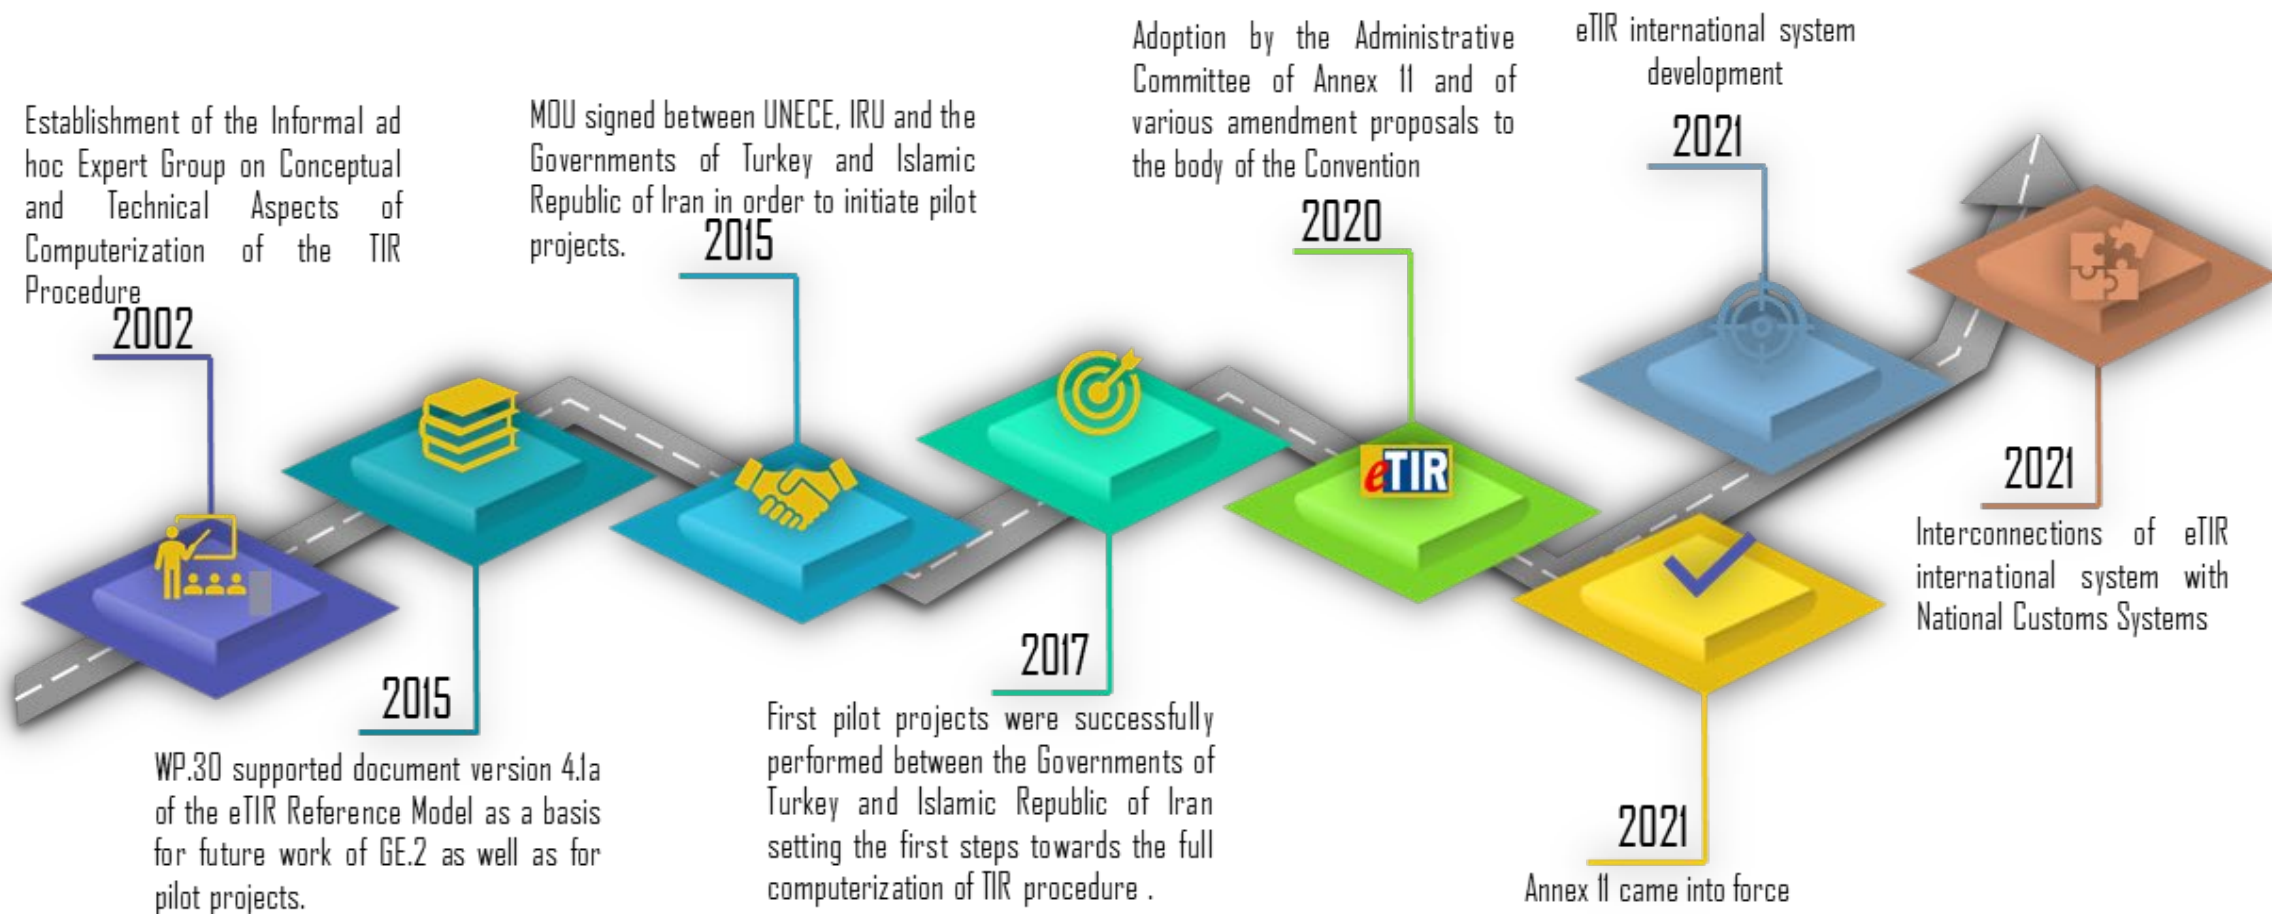 Establishment of the Informal ad
hoc Expert Group on Conceptual
and Technical Aspects of
Computerization of the TIR
Procedure
2002
WP.30 supported document version 4.1a
of the eTIR Reference Model as a basis
for future work of GE.2 as well as for
pilot projects.
2015
MOU signed between UNECE, IRU and the
Governments of Turkey and Islamic
Republic of Iran in order to initiate pilot
projects.
2015
2017
First pilot projects were successfully
performed between the Governments of
Turkey and Islamic Republic of Iran
setting the first steps towards the full
computerization of TIR procedure .
Adoption by the Administrative
Committee of Annex 11 and of
various amendment proposals to
the body of the Convention
2020
eTIR
2021
Annex 11 came into force
eTIR international system
development
2021
2021
Interconnections of eTIR
international system with
National Customs Systems